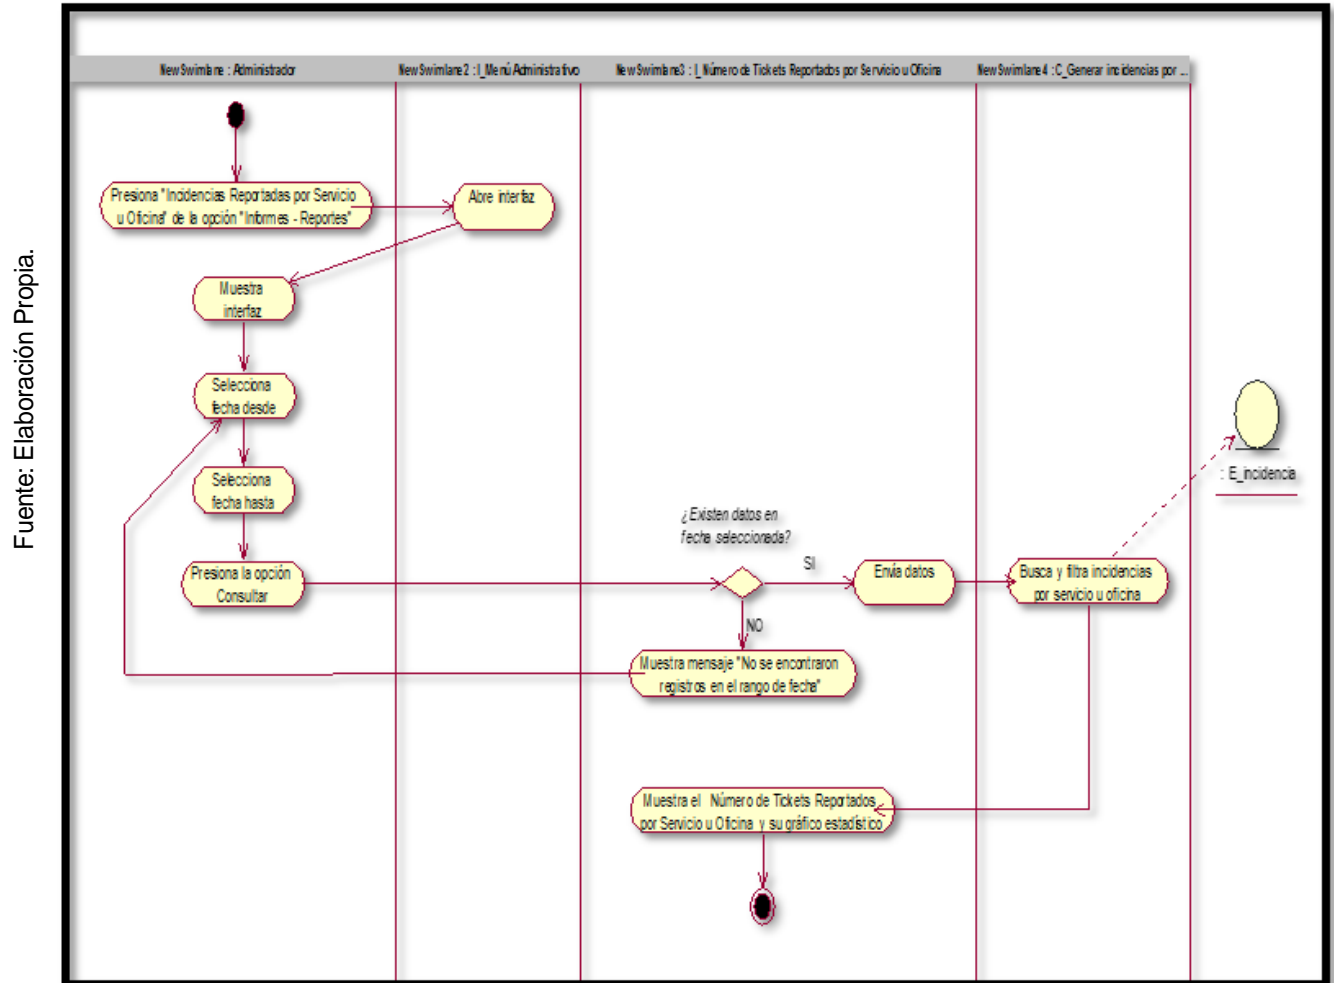 Fuente: Elaboración Propia.
NewSwimlane : Administrador
NewSwimlane2 : I_Menú Administrativo
NewSwimlane3 : I_Número de Tickets Reportados por Servicio u Oficina
NewSwimlane4 : C_Generar incidencias por ...
Presiona "Incidencias Reportadas por Servicio
u Oficina" de la opción "Informes - Reportes"
Abre interfaz
Muestra
interfaz
Selecciona
fecha desde
Selecciona
fecha hasta
Presiona la opción
Consultar
¿Existen datos en
fecha seleccionada?
SI
NO
Envía datos
Busca y filtra incidencias
por servicio u oficina
: E_incidencia
Muestra mensaje "No se encontraron
registros en el rango de fecha"
Muestra el Número de Tickets Reportados
por Servicio u Oficina y su gráfico estadístico